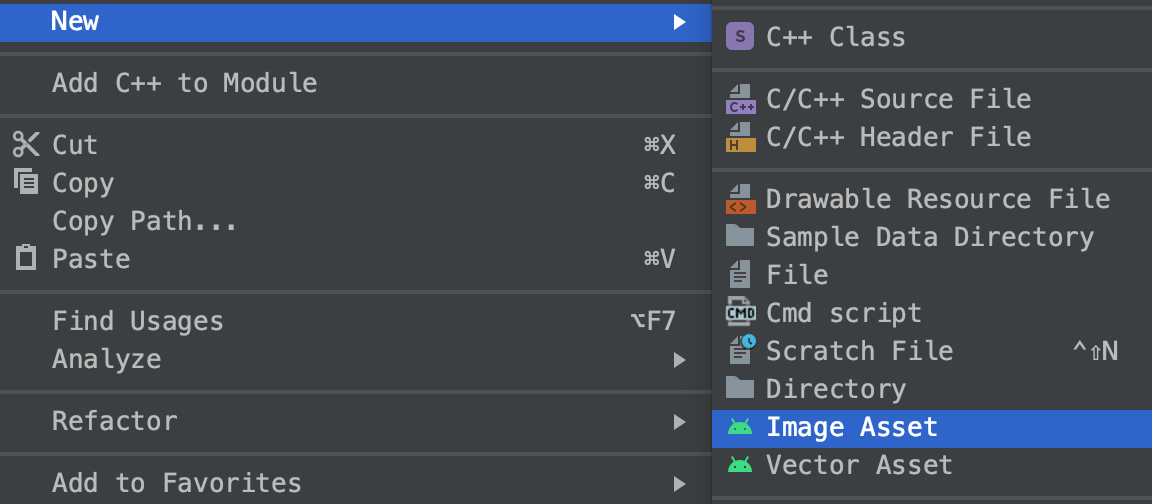 New
Add C++ to Module
Cut ⌘X
Copy ⌘C
Copy Path...
Paste ⌘V
Find Usages ⌥F7
Analyze
Refactor
Add to Favorites
S C++ Class
C++ C/C++ Source File
H C/C++ Header File
<> Drawable Resource File
Sample Data Directory
File
CMD Cmd script
Scratch File ^⇧N
Directory
Image Asset
Vector Asset